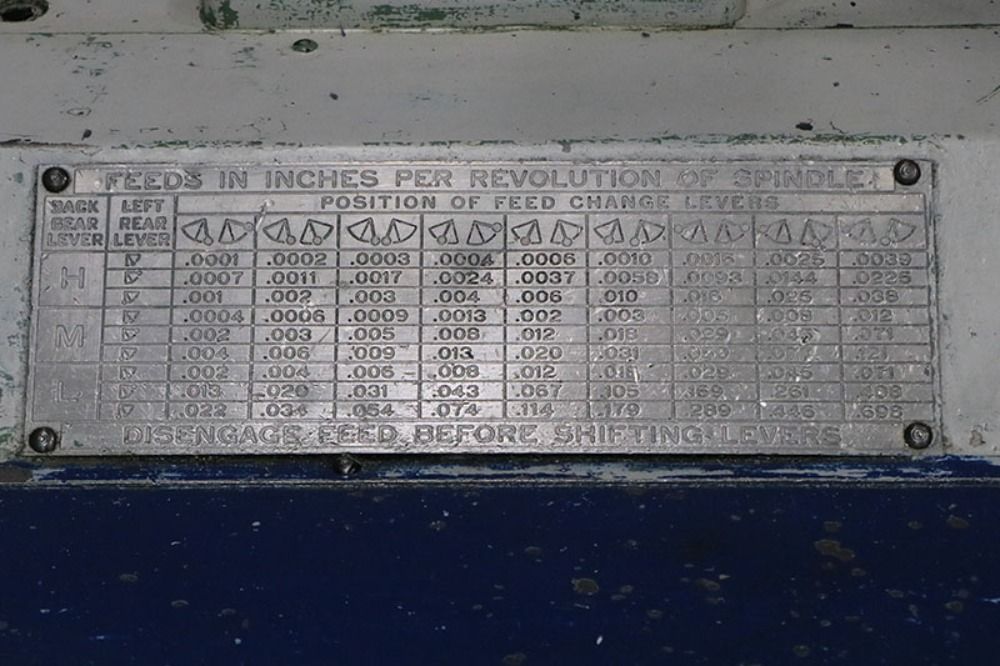 FEEDS IN INCHES PER REVOLUTION OF SPINDLE
BACK GEAR LEVER LEFT REAR LEVER POSITION OF FEED CHANGE LEVERS
H .0001 .0002 .0003 .0004 .0006 .0010 .0016 .0025 .0039
.0007 .0011 .0017 .0024 .0037 .0058 .0093 .0144 .0226
.001 .002 .003 .004 .006 .010 .016 .025 .038
M .0004 .0006 .0009 .0013 .002 .003 .005 .008 .012
.002 .003 .005 .008 .012 .018 .029 .071
.004 .006 .009 .013 .020 .031 .121
L .002 .004 .006 .008 .012 .018 .029 .045 .071
.013 .020 .031 .043 .067 .105 .169 .261
.022 .034 .054 .074 .114 .179 .289 .446 .698
DISENGAGE FEED BEFORE SHIFTING LEVERS